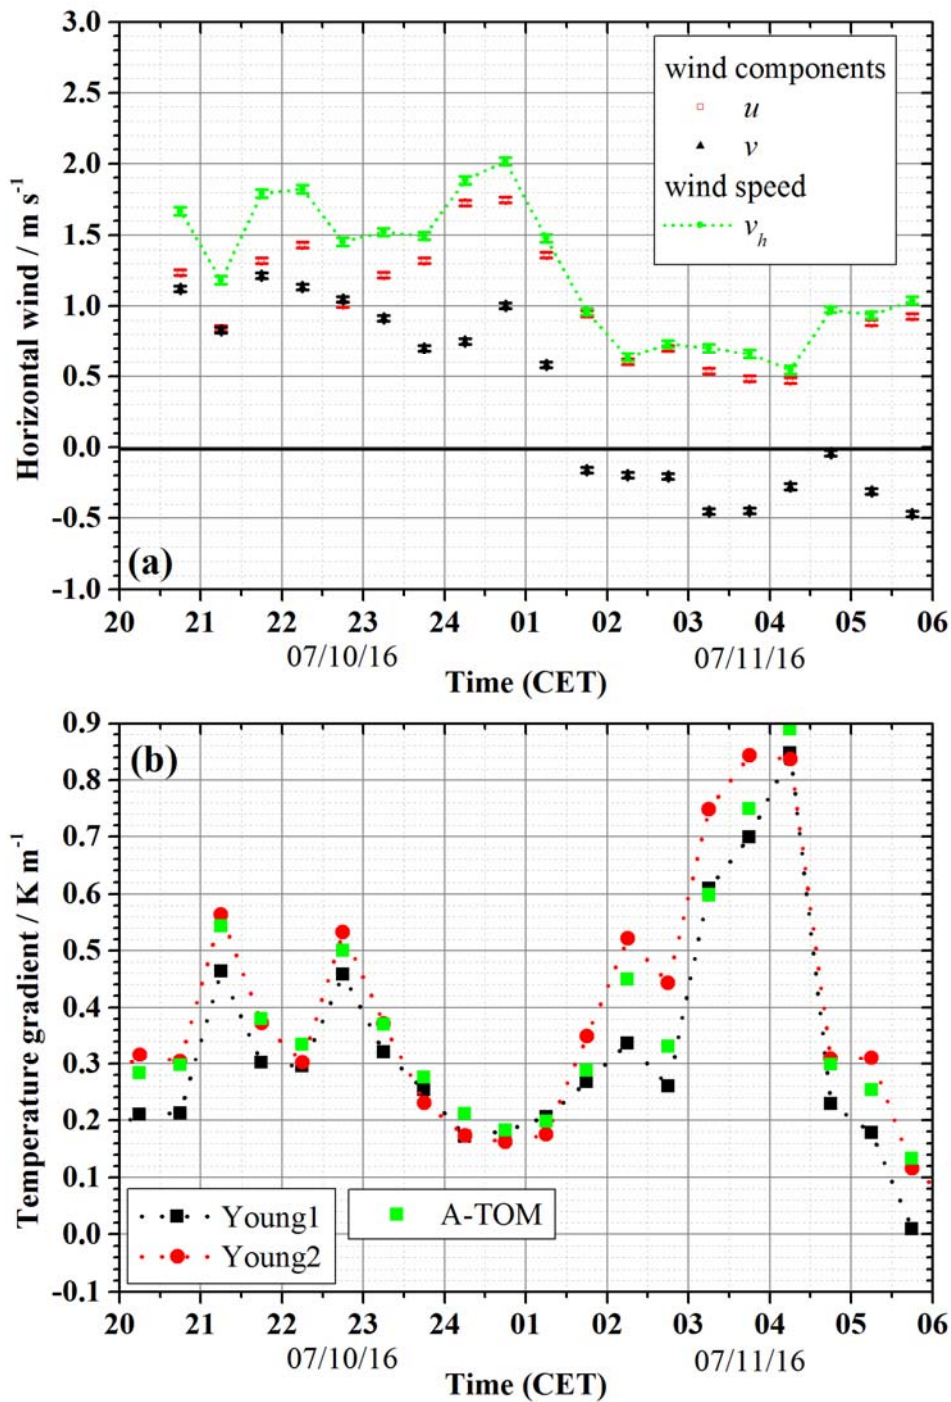 3.0
2.5
2.0
1.5
1.0
0.5
0.0
-0.5
-1.0
Horizontal wind / m s⁻¹
wind components
u
v
wind speed
vₕ
(a)
20 21 22 23 24 01 02 03 04 05 06
07/10/16 07/11/16
Time (CET)
0.9
0.8
0.7
0.6
0.5
0.4
0.3
0.2
0.1
0.0
-0.1
Temperature gradient / K m⁻¹
(b)
Young1
Young2
A-TOM
20 21 22 23 24 01 02 03 04 05 06
07/10/16 07/11/16
Time (CET)